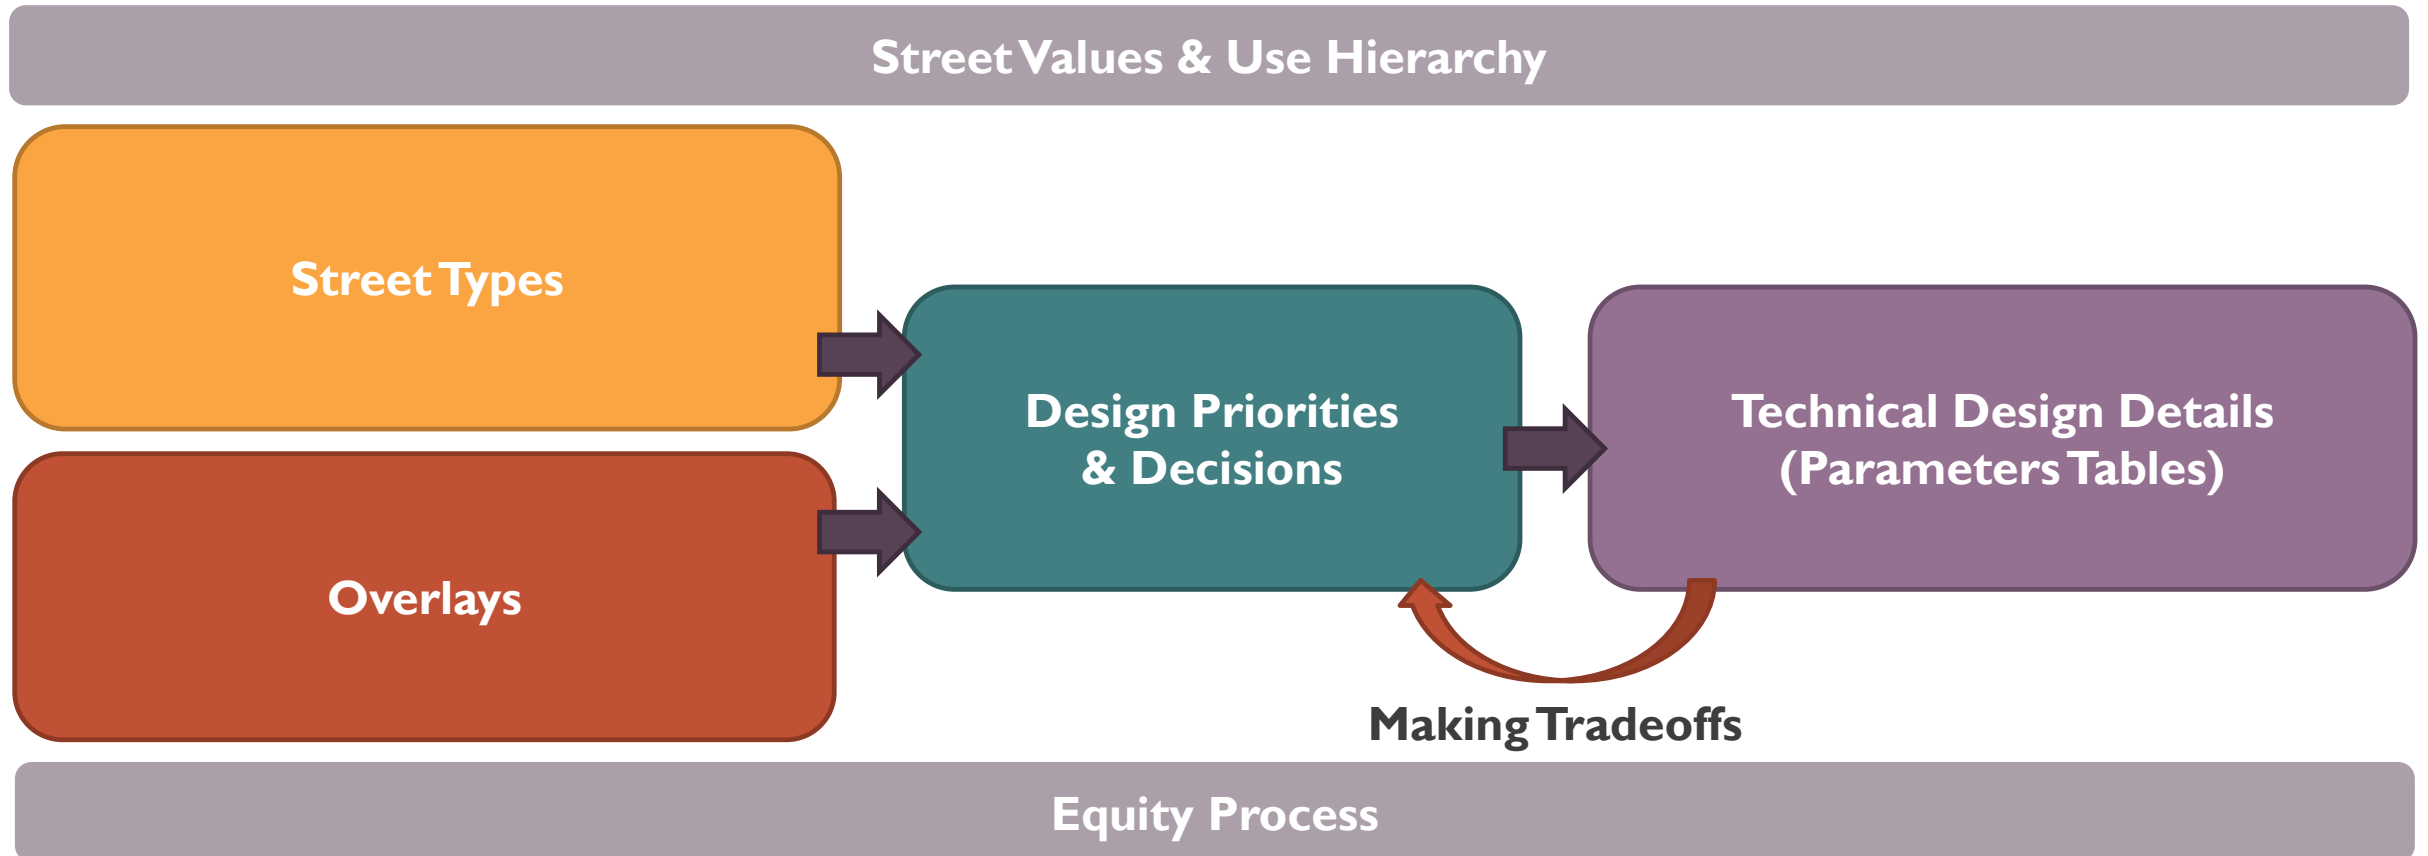 Street Values & Use Hierarchy
Street Types
Overlays
Design Priorities
& Decisions
Technical Design Details
(Parameters Tables)
Making Tradeoffs
Equity Process